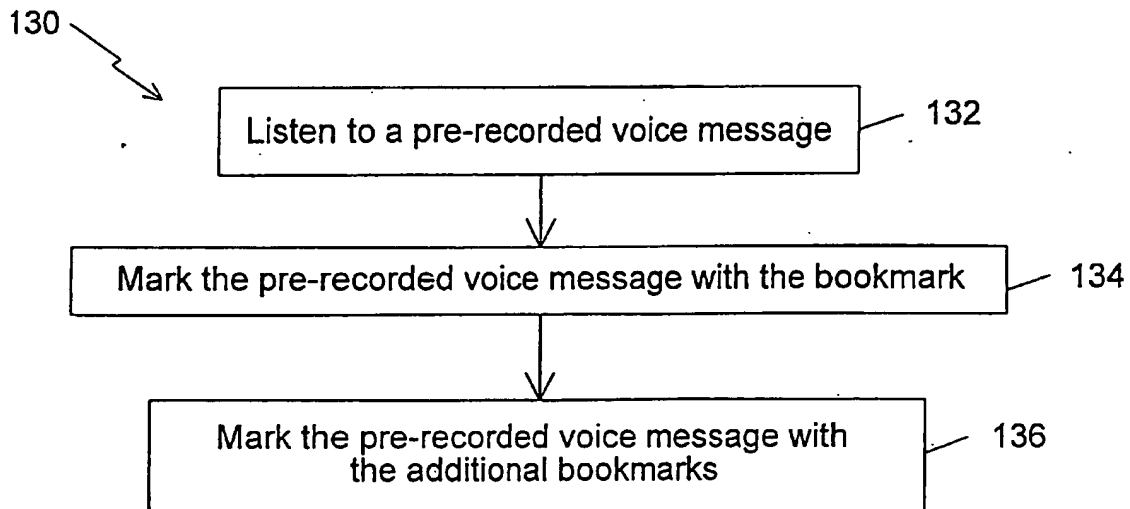 130
Listen to a pre-recorded voice message
132
Mark the pre-recorded voice message with the bookmark
134
Mark the pre-recorded voice message with
the additional bookmarks
136